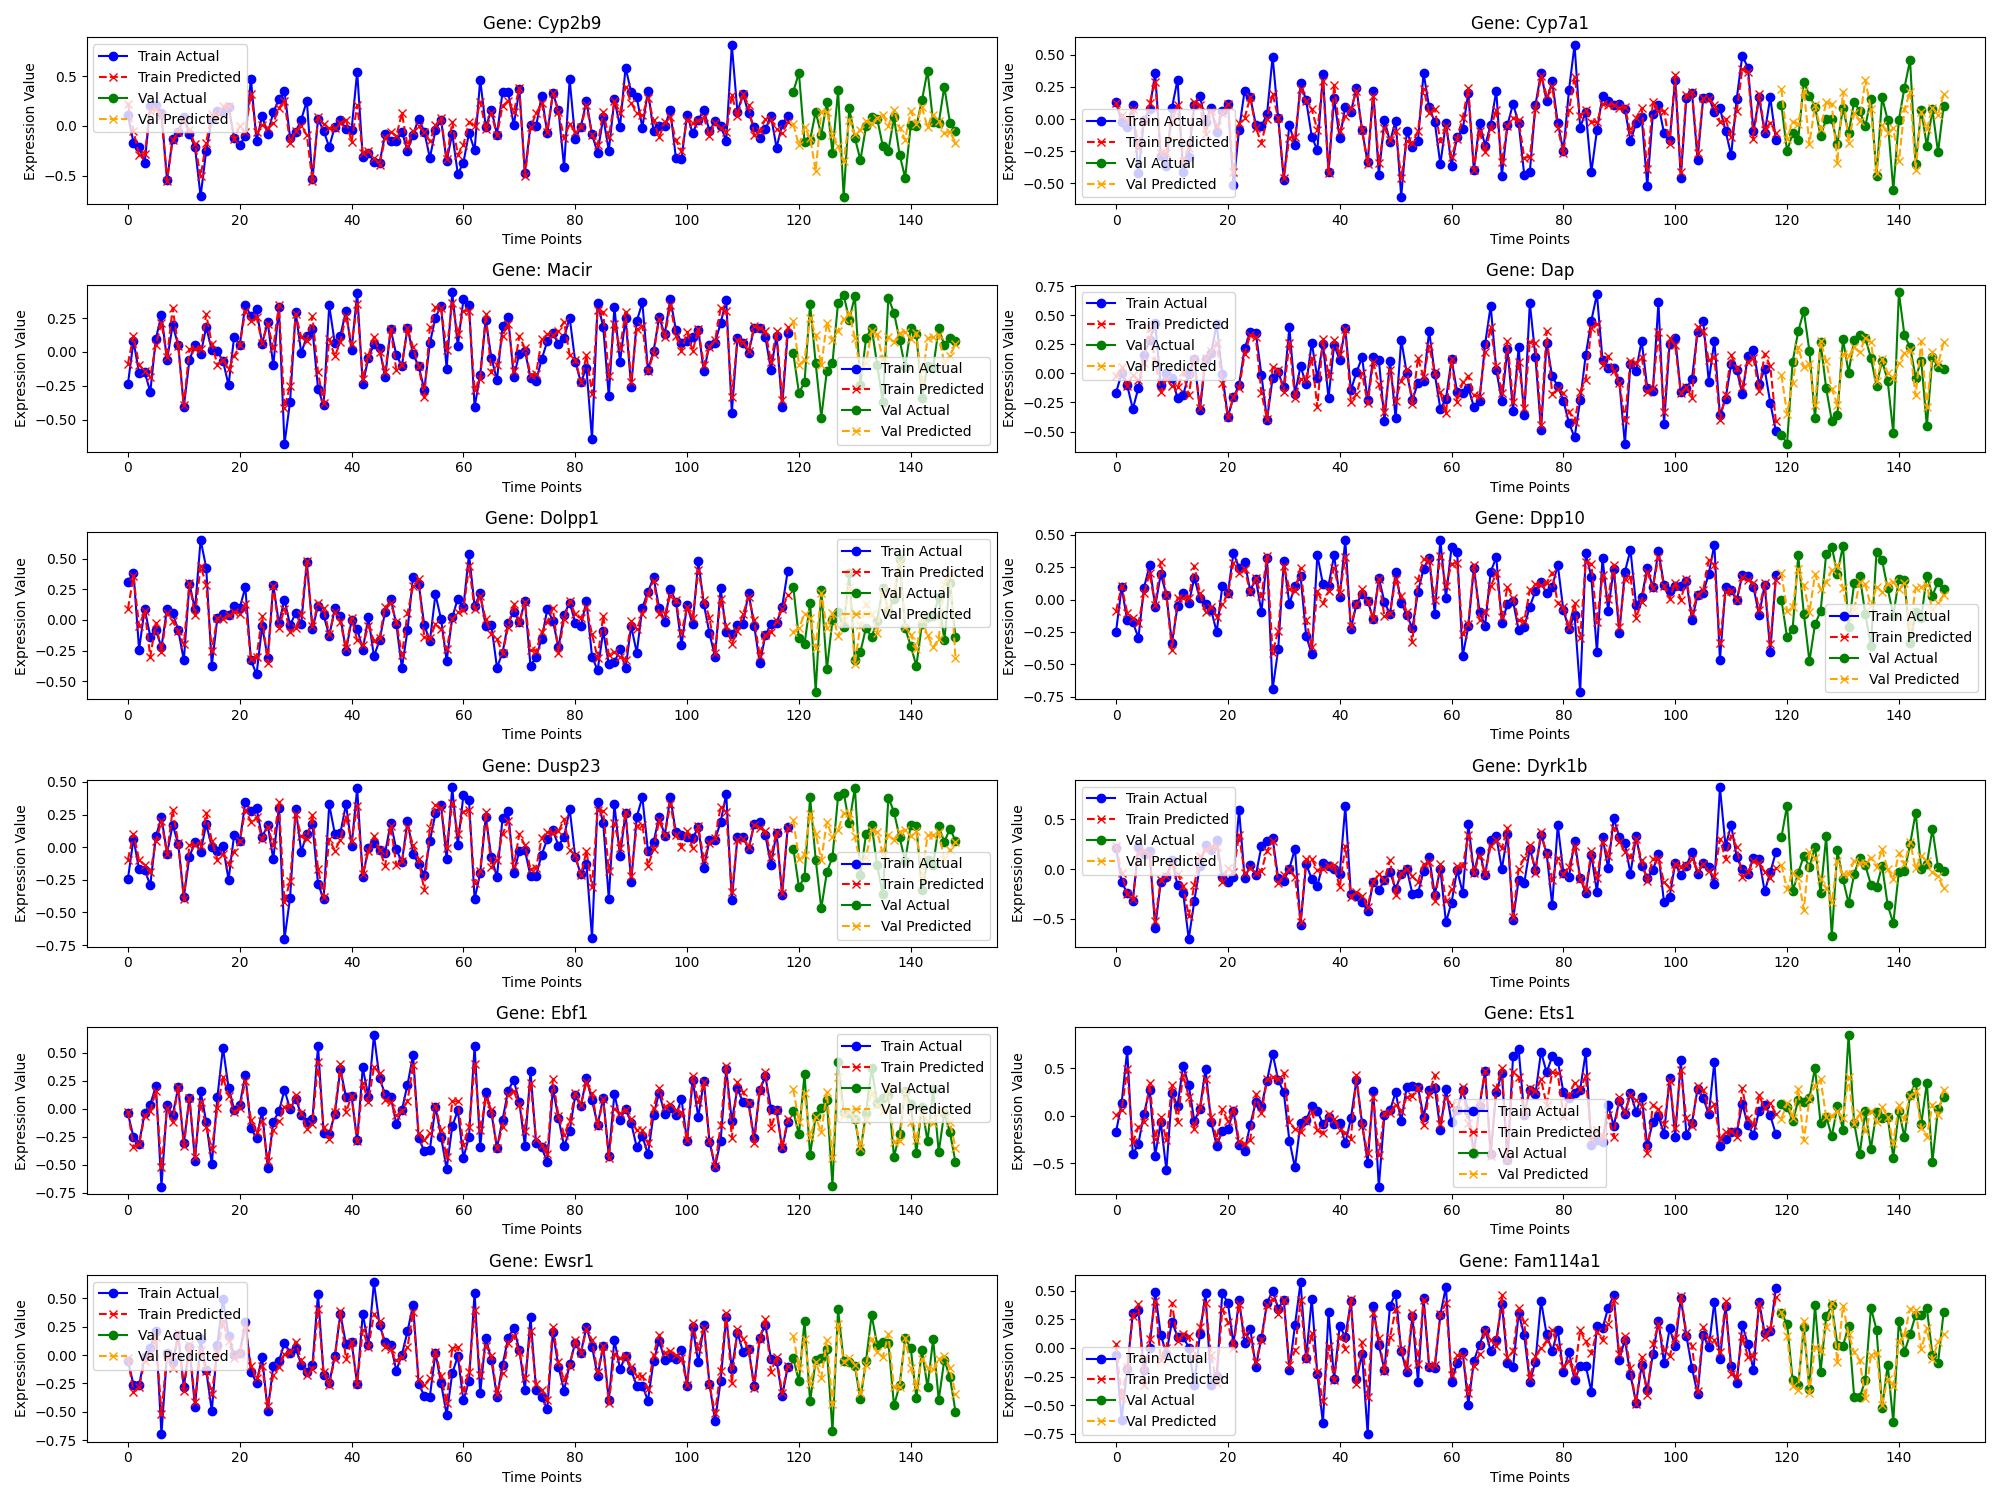 Gene: Cyp2b9
Expression Value
0.5
0.0
−0.5
Train Actual
Train Predicted
Val Actual
Val Predicted
0 20 40 60 80 100 120 140
Time Points
Gene: Cyp7a1
Expression Value
0.50
0.25
0.00
−0.25
−0.50
Train Actual
Train Predicted
Val Actual
Val Predicted
0 20 40 60 80 100 120 140
Time Points
Gene: Macir
Expression Value
0.25
0.00
−0.25
−0.50
Train Actual
Train Predicted
Val Actual
Val Predicted
0 20 40 60 80 100 120 140
Time Points
Gene: Dap
Expression Value
0.75
0.50
0.25
0.00
−0.25
−0.50
Train Actual
Train Predicted
Val Actual
Val Predicted
0 20 40 60 80 100 120 140
Time Points
Gene: Dolpp1
Expression Value
0.50
0.25
0.00
−0.25
−0.50
Train Actual
Train Predicted
Val Actual
Val Predicted
0 20 40 60 80 100 120 140
Time Points
Gene: Dpp10
Expression Value
0.50
0.25
0.00
−0.25
−0.50
−0.75
Train Actual
Train Predicted
Val Actual
Val Predicted
0 20 40 60 80 100 120 140
Time Points
Gene: Dusp23
Expression Value
0.50
0.25
0.00
−0.25
−0.50
−0.75
Train Actual
Train Predicted
Val Actual
Val Predicted
0 20 40 60 80 100 120 140
Time Points
Gene: Dyrk1b
Expression Value
0.5
0.0
−0.5
Train Actual
Train Predicted
Val Actual
Val Predicted
0 20 40 60 80 100 120 140
Time Points
Gene: Ebf1
Expression Value
0.50
0.25
0.00
−0.25
−0.50
−0.75
Train Actual
Train Predicted
Val Actual
Val Predicted
0 20 40 60 80 100 120 140
Time Points
Gene: Ets1
Expression Value
0.5
0.0
−0.5
Train Actual
Train Predicted
Val Actual
Val Predicted
0 20 40 60 80 100 120 140
Time Points
Gene: Ewsr1
Expression Value
0.50
0.25
0.00
−0.25
−0.50
−0.75
Train Actual
Train Predicted
Val Actual
Val Predicted
0 20 40 60 80 100 120 140
Time Points
Gene: Fam114a1
Expression Value
0.50
0.25
0.00
−0.25
−0.50
−0.75
Train Actual
Train Predicted
Val Actual
Val Predicted
0 20 40 60 80 100 120 140
Time Points